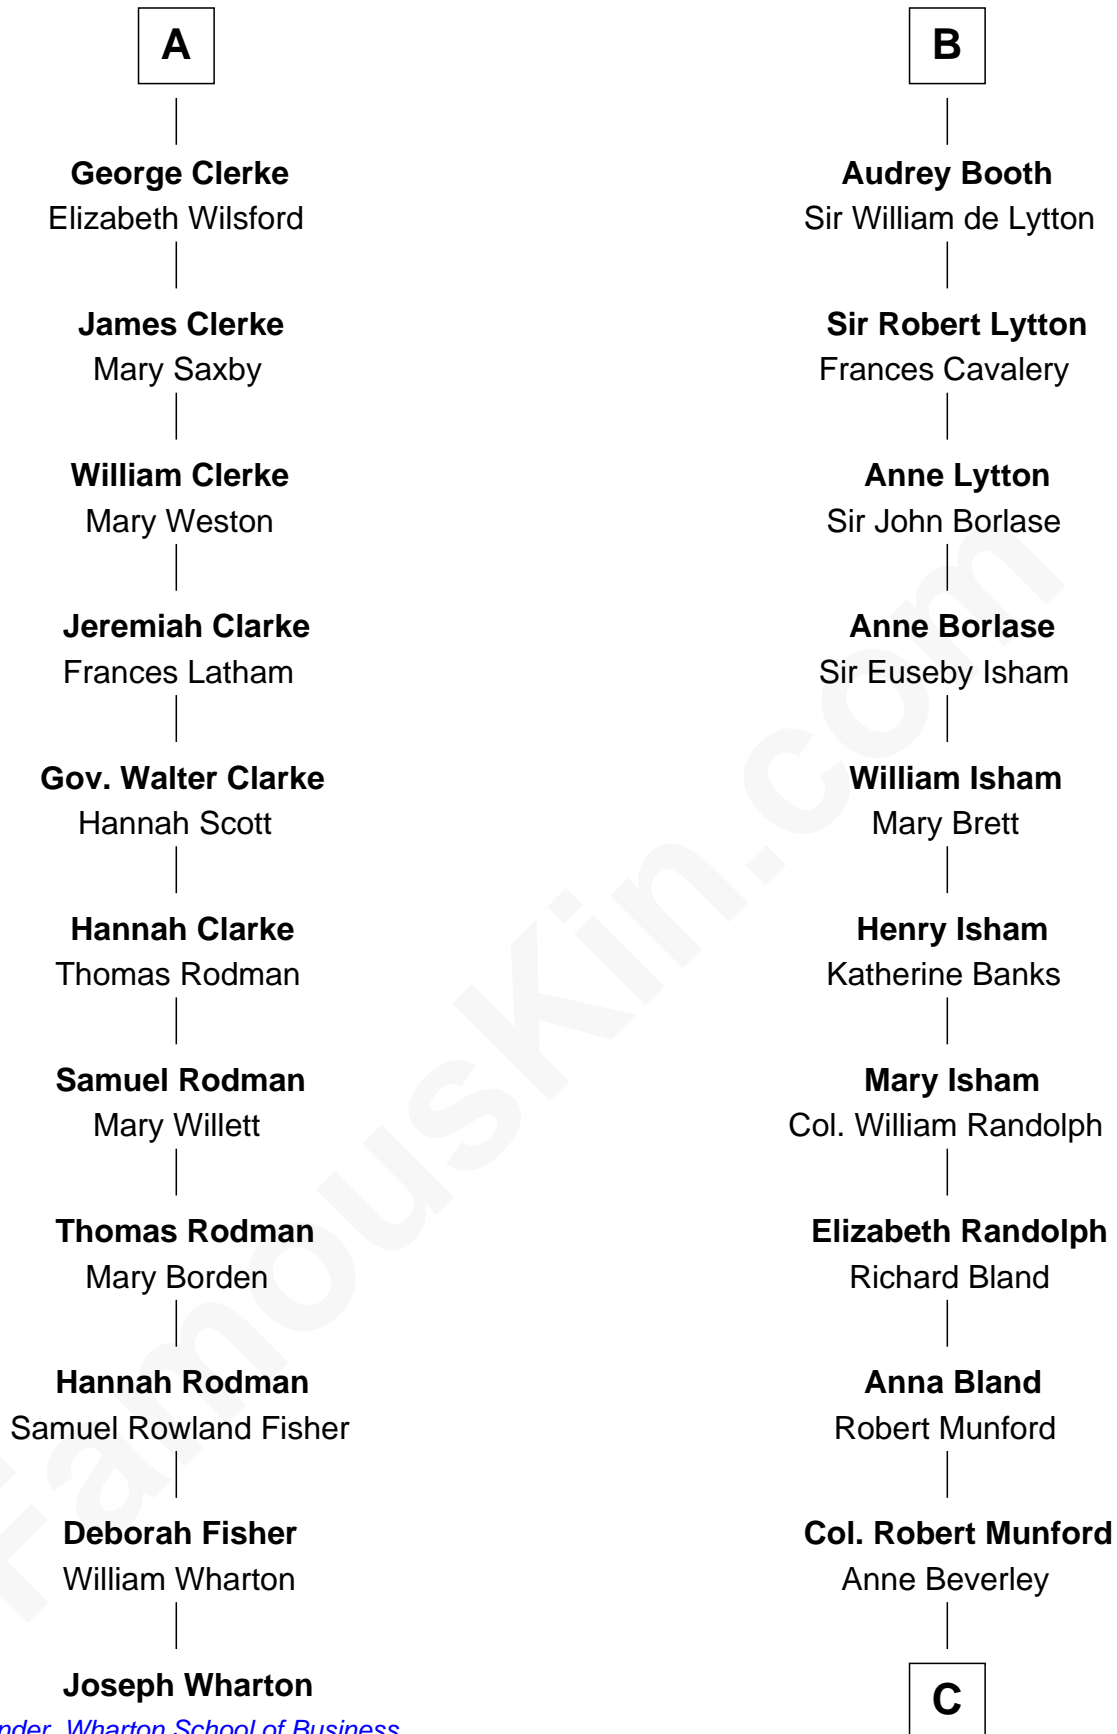 A
George Clerke
Elizabeth Wilsford
James Clerke
Mary Saxby
William Clerke
Mary Weston
Jeremiah Clarke
Frances Latham
Gov. Walter Clarke
Hannah Scott
Hannah Clarke
Thomas Rodman
Samuel Rodman
Mary Willett
Thomas Rodman
Mary Borden
Hannah Rodman
Samuel Rowland Fisher
Deborah Fisher
William Wharton
Joseph Wharton
nder, Wharton School of Business
B
Audrey Booth
Sir William de Lytton
Sir Robert Lytton
Frances Cavalery
Anne Lytton
Sir John Borlase
Anne Borlase
Sir Euseby Isham
William Isham
Mary Brett
Henry Isham
Katherine Banks
Mary Isham
Col. William Randolph
Elizabeth Randolph
Richard Bland
Anna Bland
Robert Munford
Col. Robert Munford
Anne Beverley
C
FamousKin.com